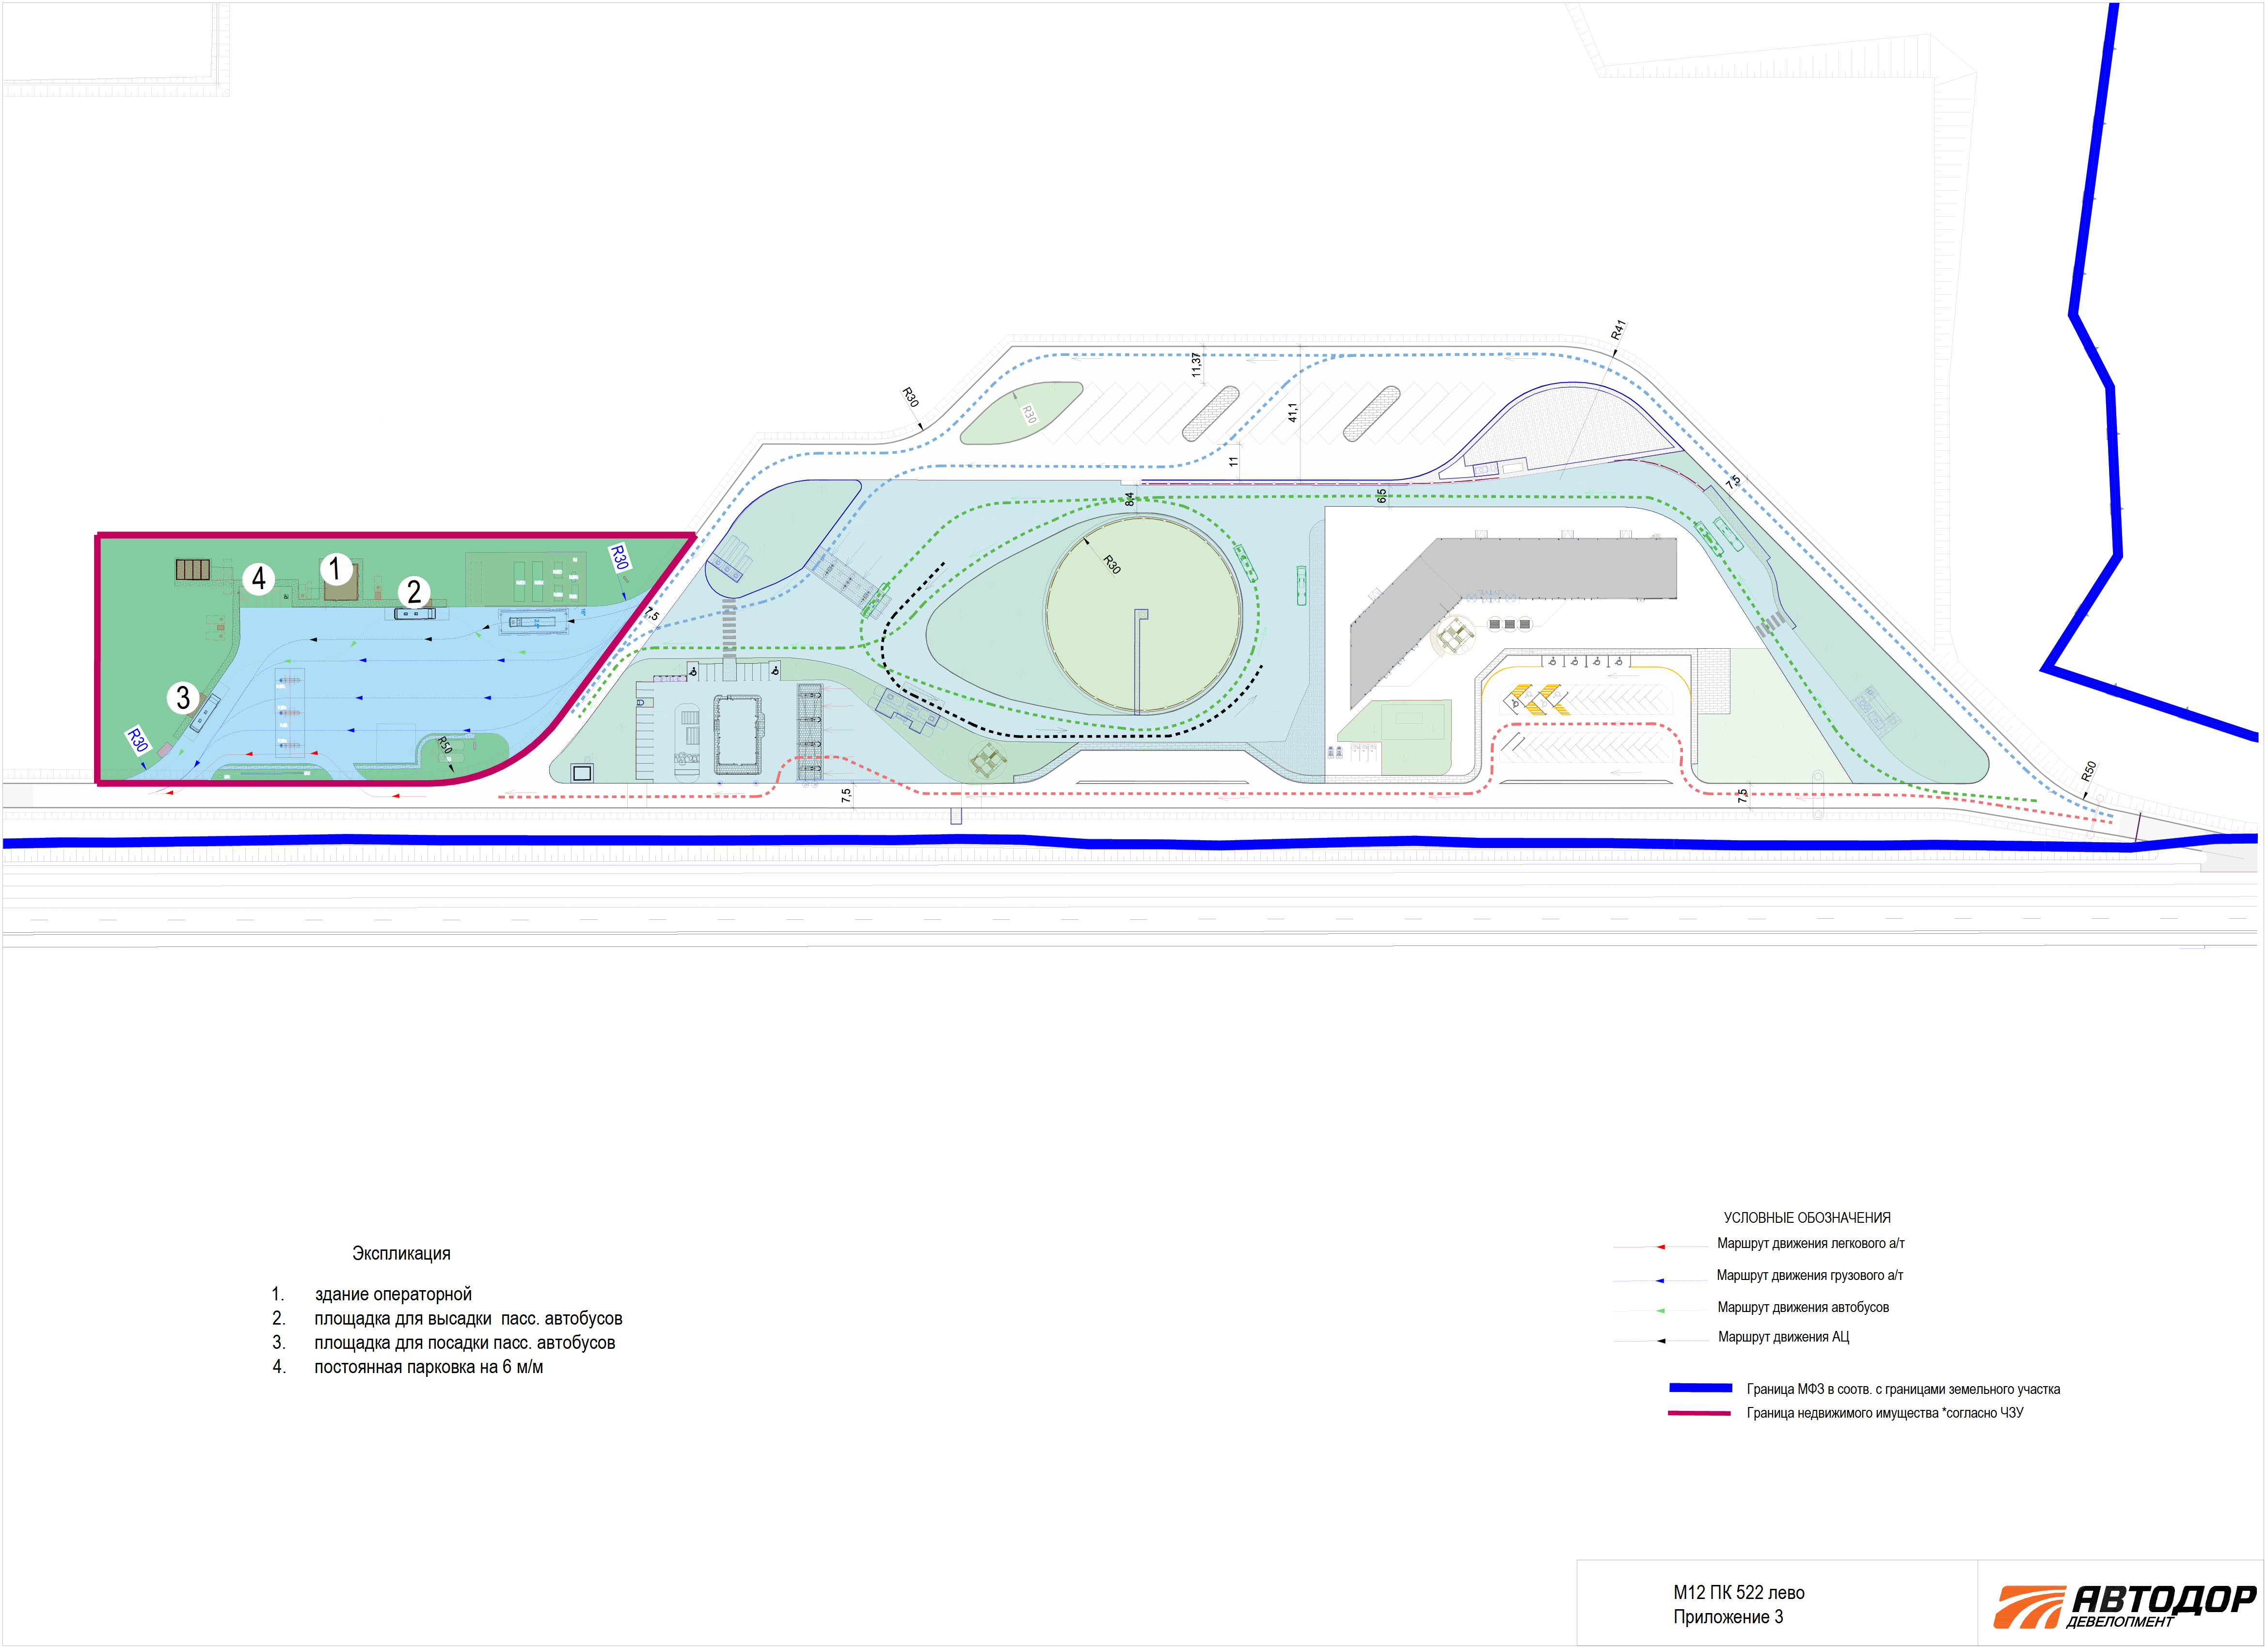 R41
11,37
R30
R30
41,1
11
7,5
8,4
6,5
R30
R30
1
4
2
7,5
3
R30
R50
7,5
7,5
R50
УСЛОВНЫЕ ОБОЗНАЧЕНИЯ
Маршрут движения легкового а/т
Маршрут движения грузового а/т
Маршрут движения автобусов
Маршрут движения АЦ
Граница МФЗ в соотв. с границами земельного участка
Граница недвижимого имущества *согласно ЧЗУ
Экспликация
1. здание операторной
2. площадка для высадки пасс. автобусов
3. площадка для посадки пасс. автобусов
4. постоянная парковка на 6 м/м
М12 ПК 522 лево
Приложение 3
АВТОДОР
ДЕВЕЛОПМЕНТ